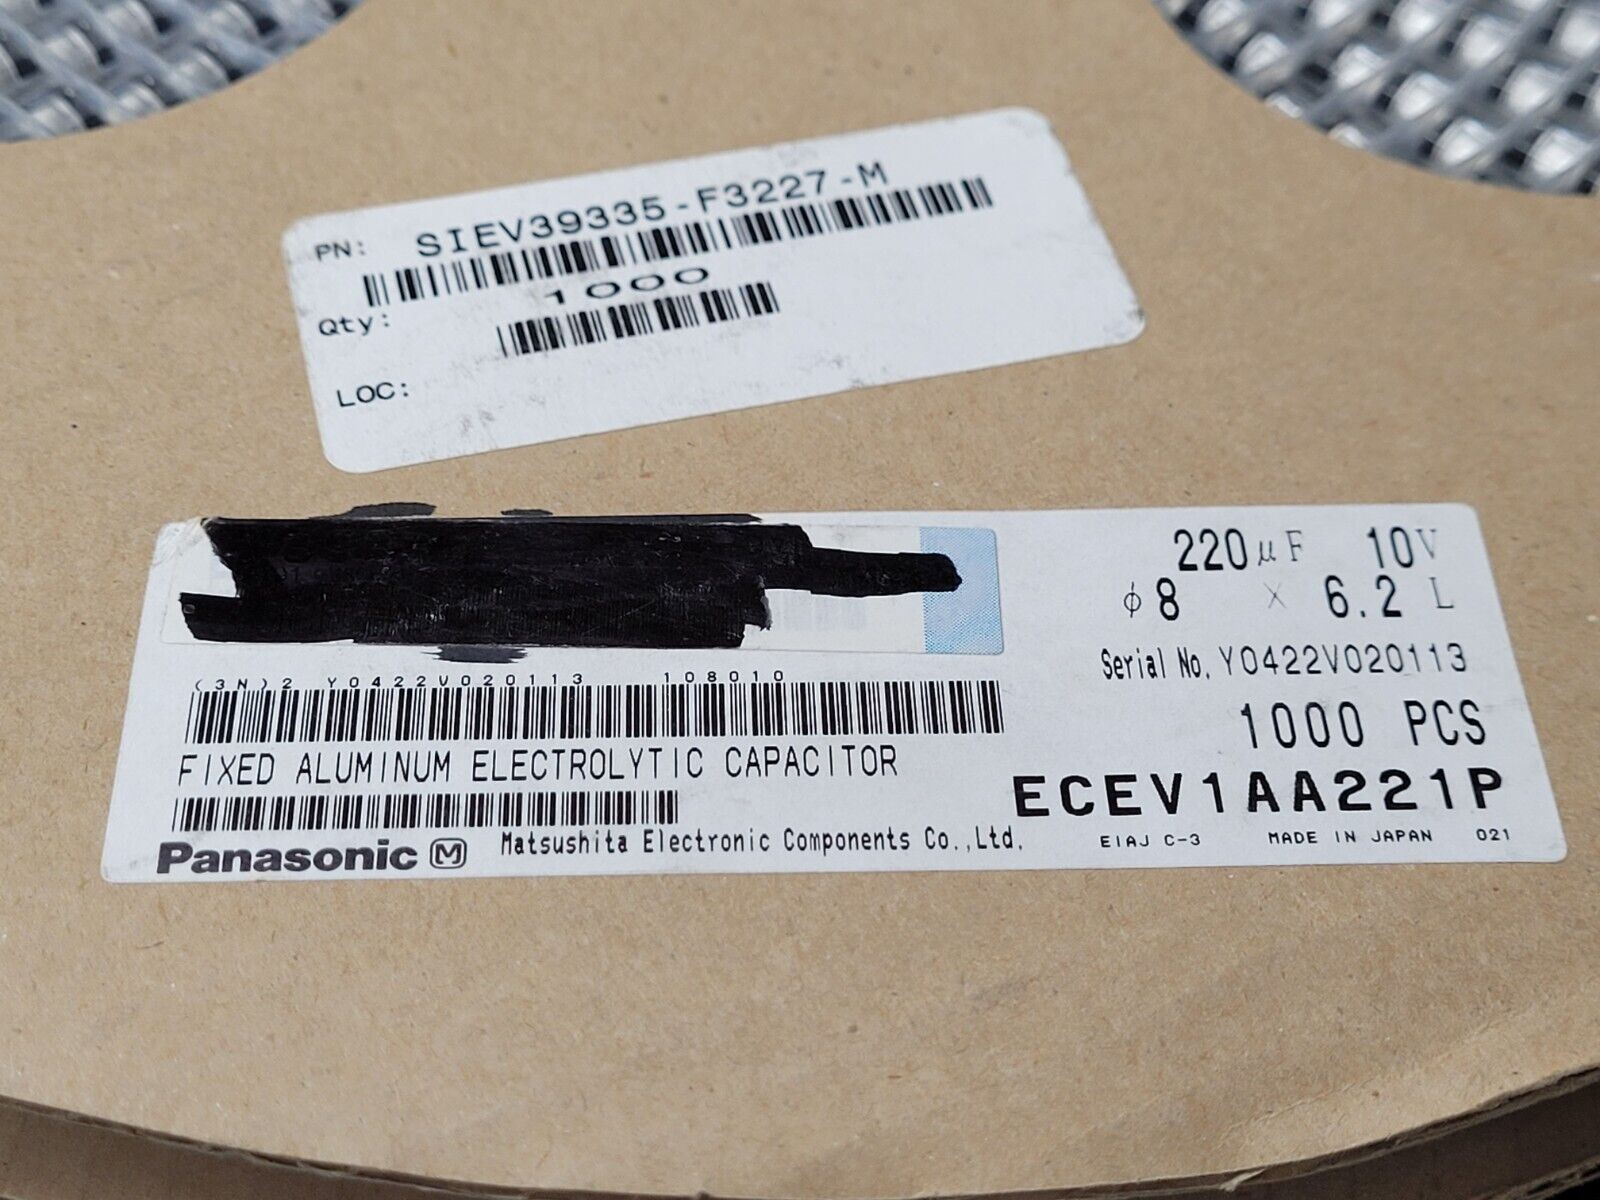 PN: SIEV39335-F3227-M
Qty: 1000
LOC:
220μF 10V
φ8 × 6.2 L
Serial No. Y0422V020113
(3N)2 Y0422V020113 108010
1000 PCS
FIXED ALUMINUM ELECTROLYTIC CAPACITOR
ECEV1AA221P
Panasonic M Matsushita Electronic Components Co.,Ltd.
EIAJ C-3 MADE IN JAPAN 021